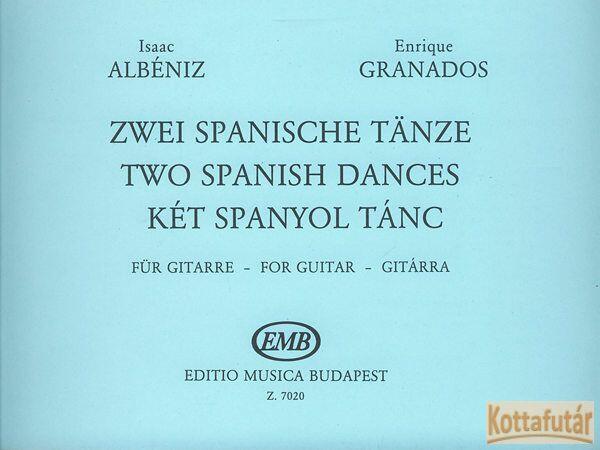 Isaac
ALBÉNIZ
Enrique
GRANADOS
ZWEI SPANISCHE TÄNZE
TWO SPANISH DANCES
KÉT SPANYOL TÁNC
FÜR GITARRE – FOR GUITAR – GITÁRRA
EMB
EDITIO MUSICA BUDAPEST
Z. 7020
Kottafutár